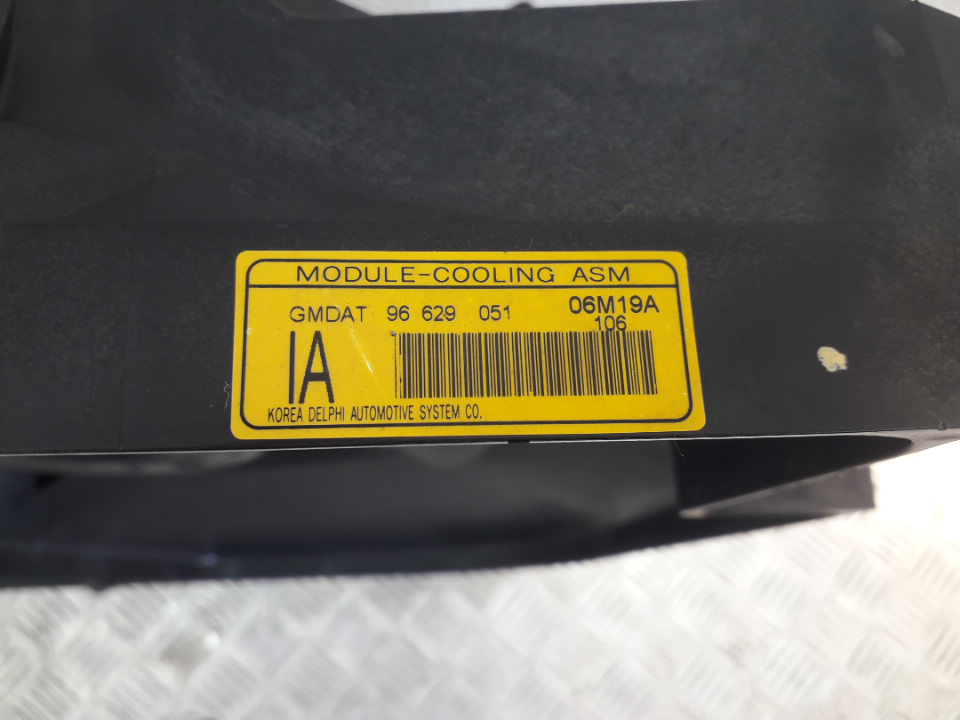 MODULE-COOLING ASM
GMDAT 96 629 051 06M19A
106
IA
KOREA DELPHI AUTOMOTIVE SYSTEM CO.